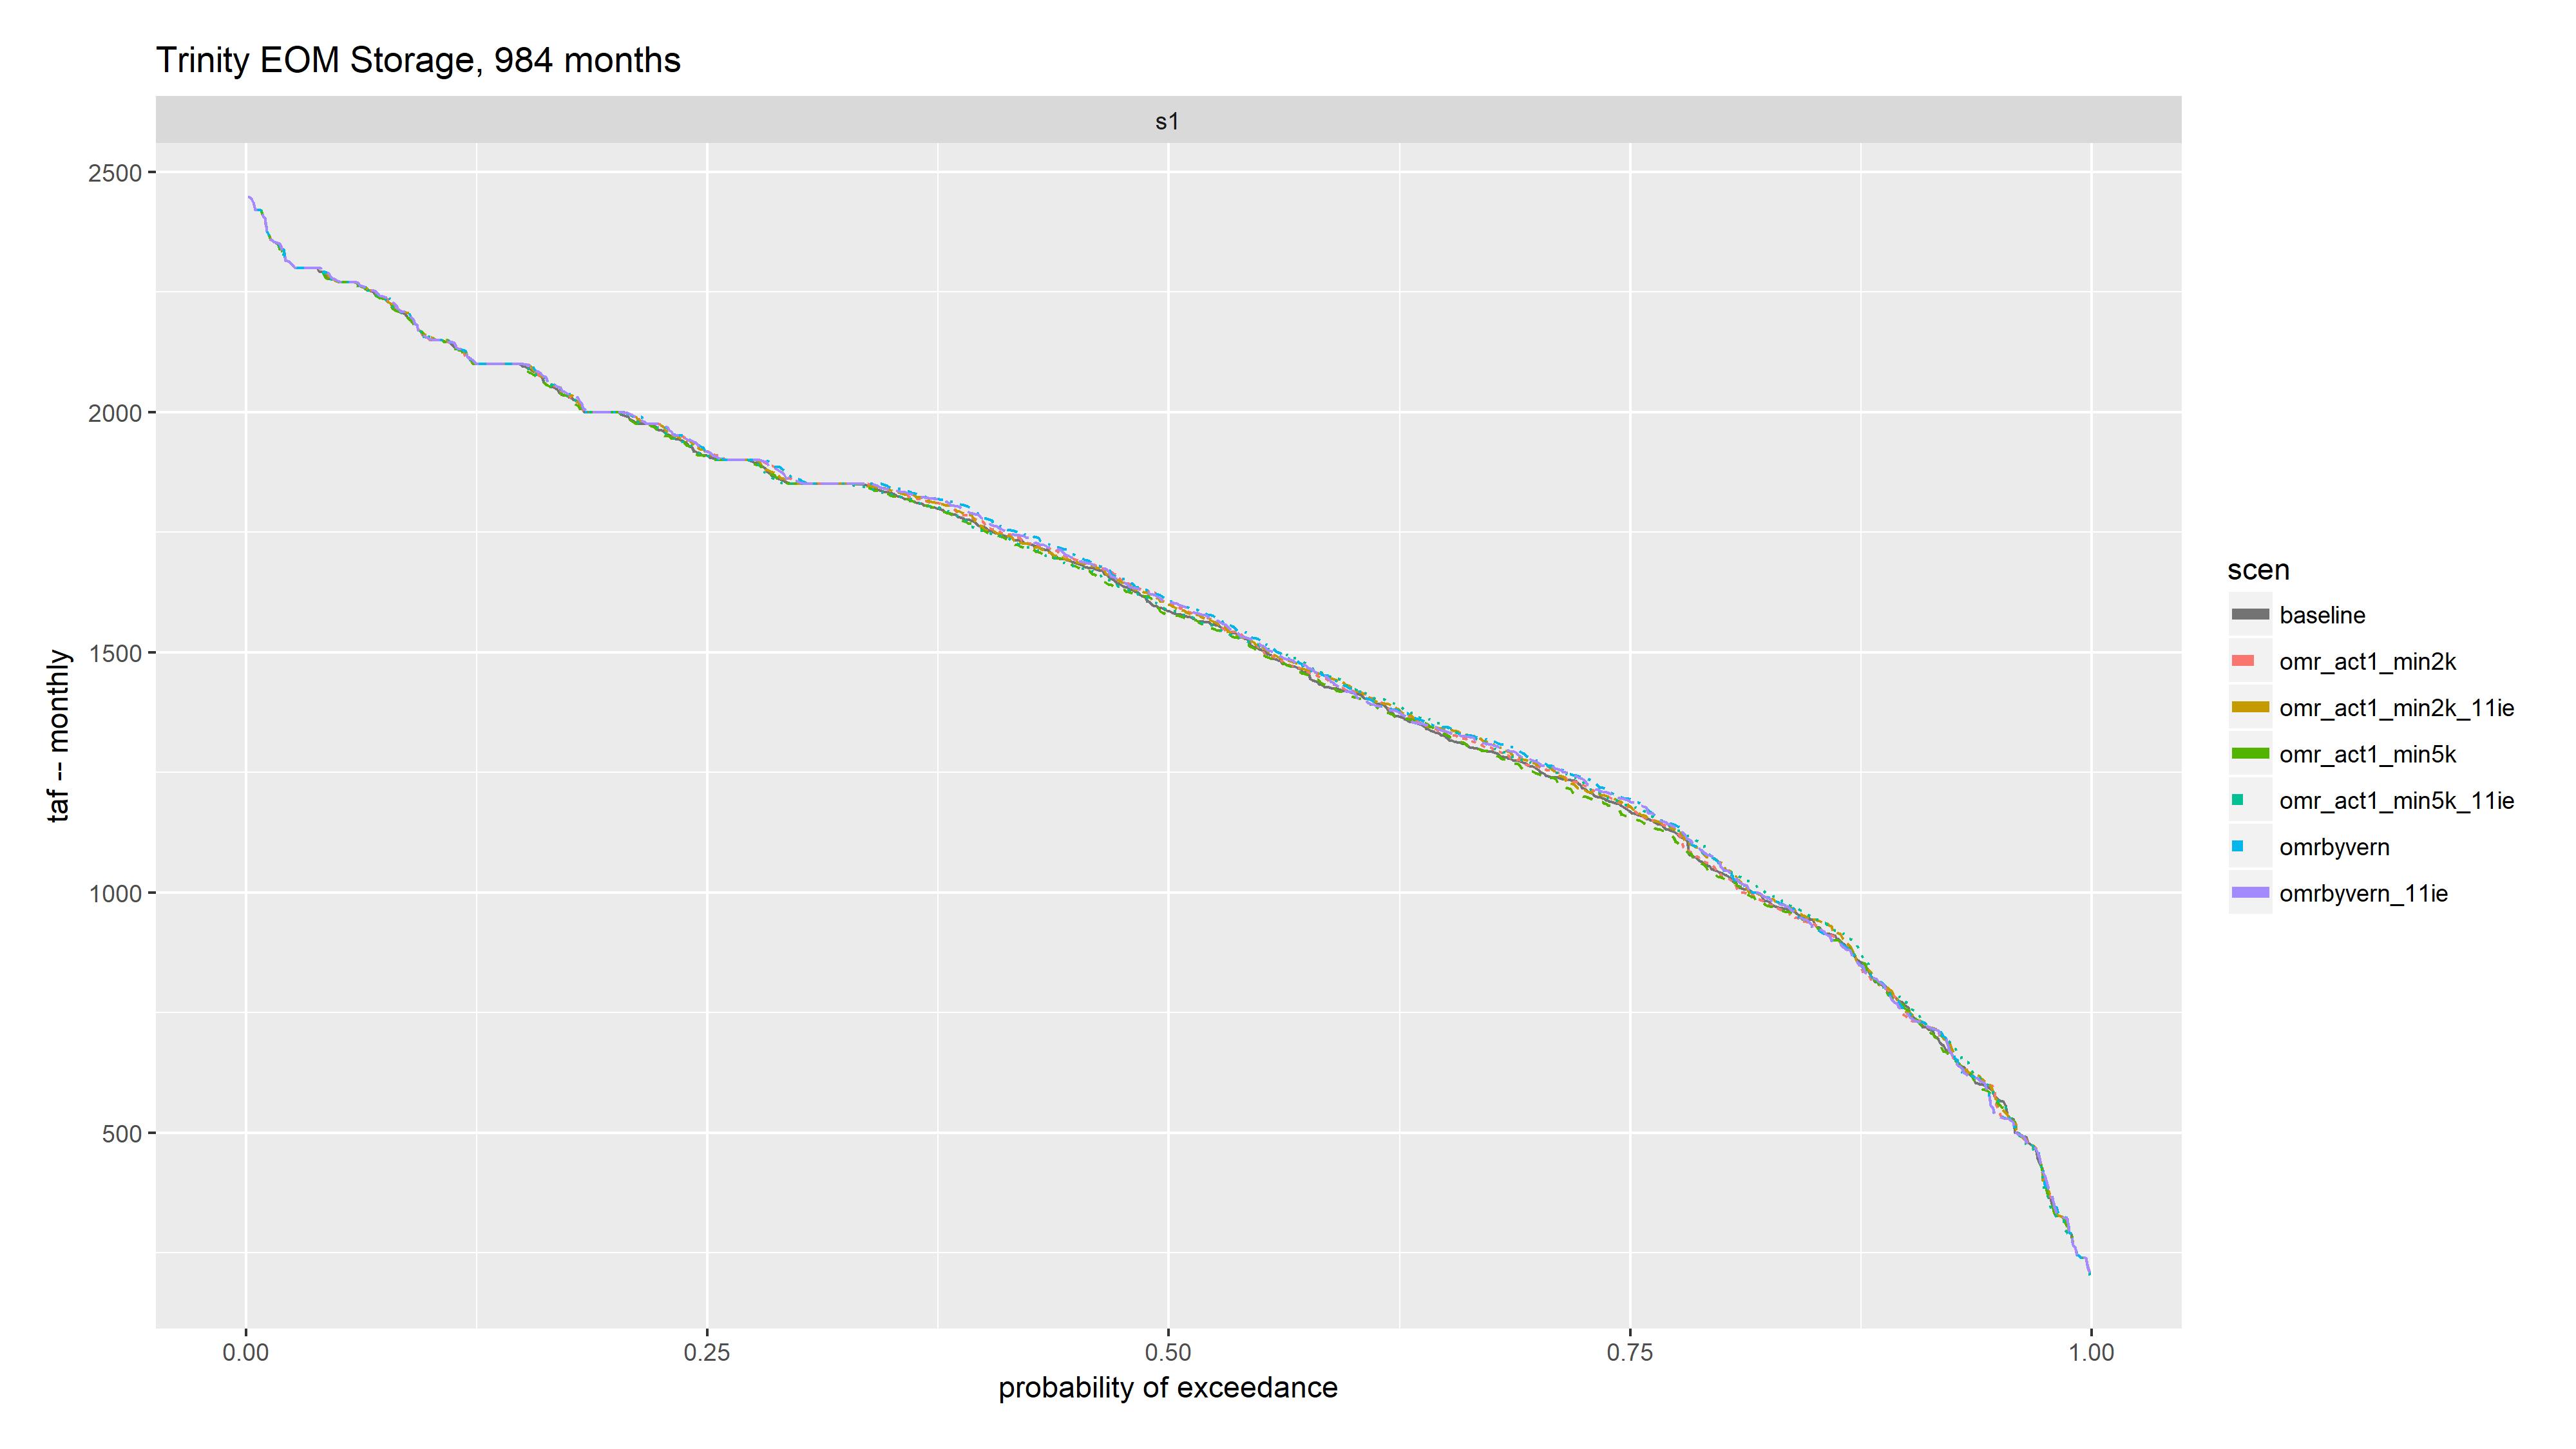 Trinity EOM Storage, 984 months
s1
2500
2000
1500
1000
500
taf -- monthly
0.00
0.25
0.50
0.75
1.00
probability of exceedance
scen
baseline
omr_act1_min2k
omr_act1_min2k_11ie
omr_act1_min5k
omr_act1_min5k_11ie
omrbyvern
omrbyvern_11ie